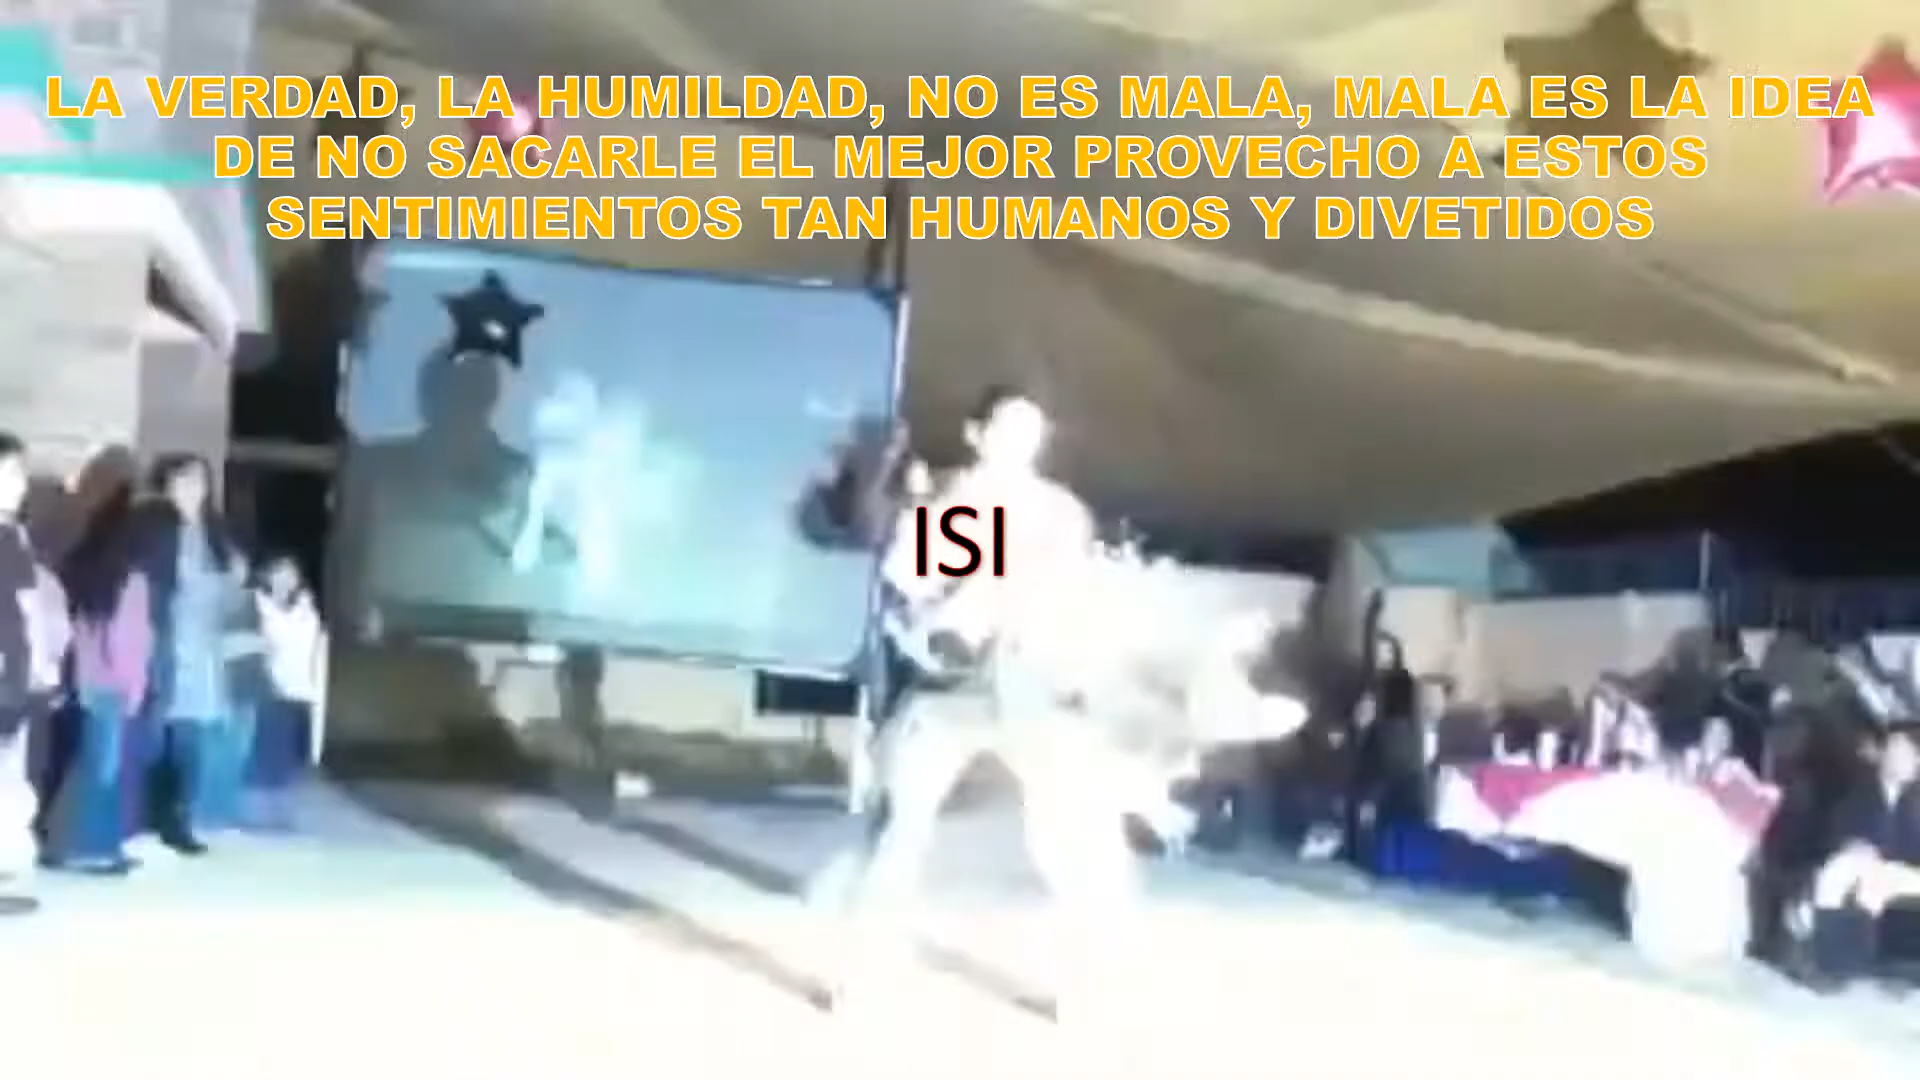 LA VERDAD, LA HUMILDAD, NO ES MALA, MALA ES LA IDEA
DE NO SACARLE EL MEJOR PROVECHO A ESTOS
SENTIMIENTOS TAN HUMANOS Y DIVETIDOS
ISI